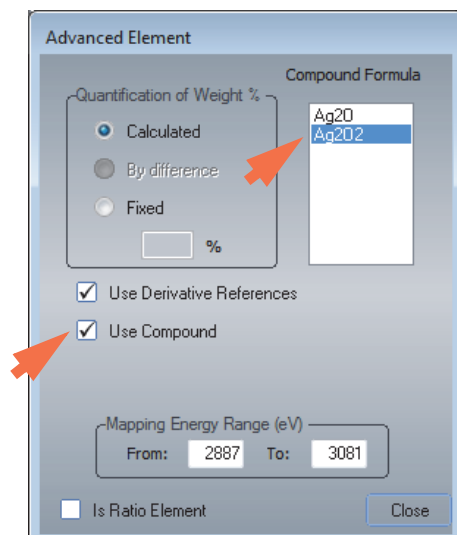 Advanced Element
Compound Formula
Quantification of Weight %
Calculated
By difference
Fixed
%
Ag2O
Ag2O2
Use Derivative References
Use Compound
Mapping Energy Range (eV)
From: 2887 To: 3081
Is Ratio Element
Close